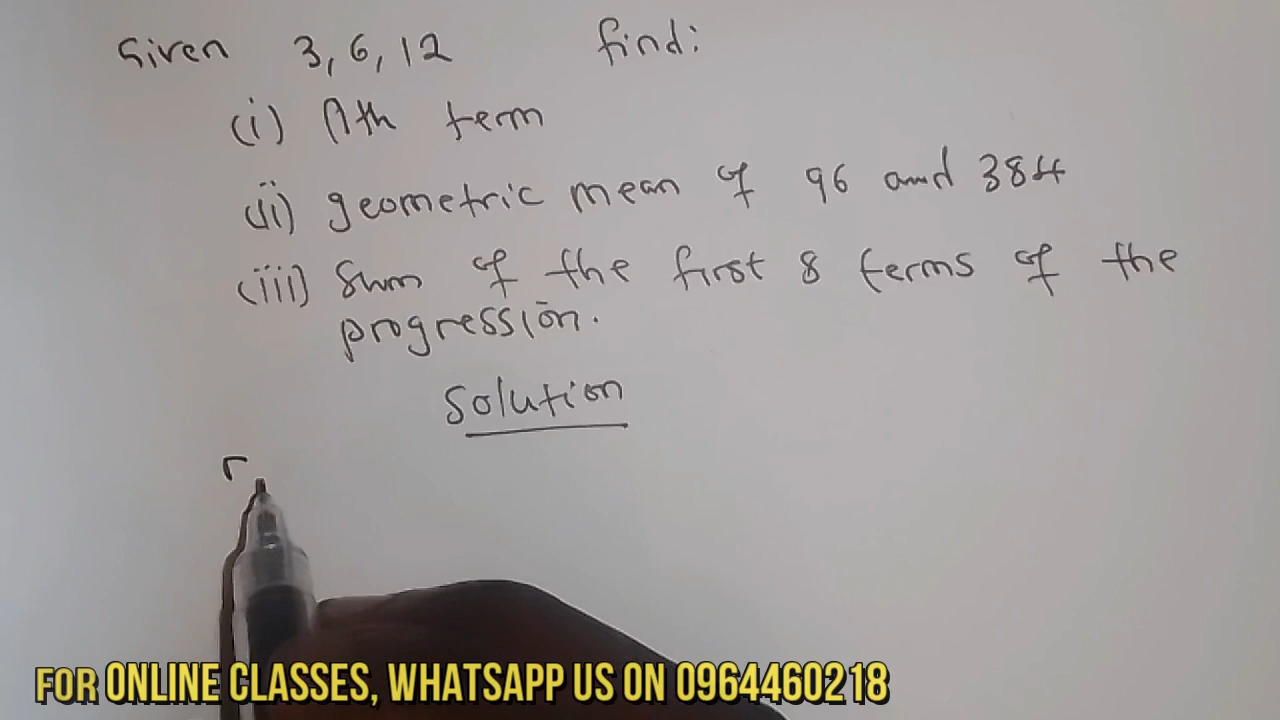 Given 3, 6, 12 find:
(i) nth term
(ii) geometric mean of 96 and 384
(iii) Sum of the first 8 terms of the
progression.
Solution
r
FOR ONLINE CLASSES, WHATSAPP US ON 0964460218